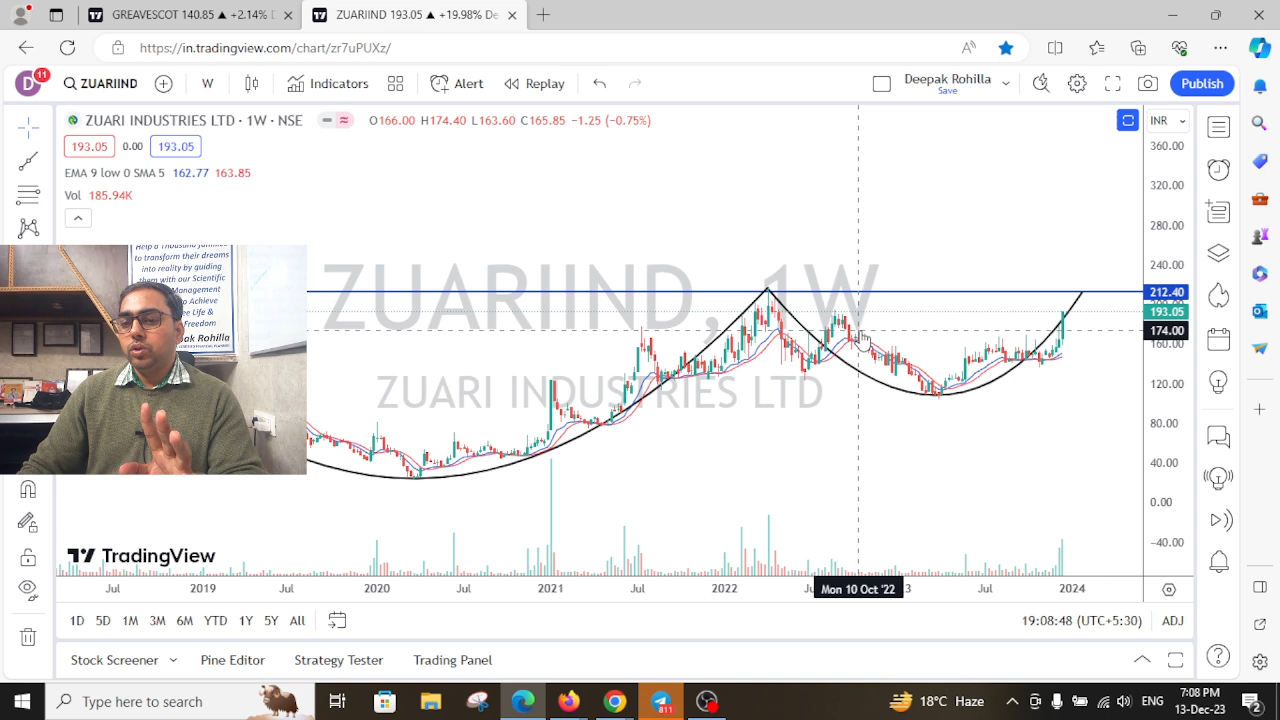 GREAVESCOT 140.85 ▲ +2.14% D
ZUARIIND 193.05 ▲ +19.98% De
https://in.tradingview.com/chart/zr7uPUXz/
D
11
ZUARIIND
W
Indicators
Alert
Replay
Deepak Rohilla
Save
Publish
ZUARI INDUSTRIES LTD · 1W · NSE
O166.00 H174.40 L163.60 C165.85 −1.25 (−0.75%)
INR
193.05
0.00
193.05
EMA 9 low 0 SMA 5 162.77 163.85
Vol 185.94K
360.00
320.00
280.00
240.00
212.40
193.05
174.00
160.00
120.00
80.00
40.00
0.00
−40.00
ZUARIIND, 1W
ZUARI INDUSTRIES LTD
Help a Thousand families
to transform their dreams
into reality by guiding
them with our Scientific
Management
Achieve
Life &
Freedom
Rohilla
TradingView
Jul
2019
Jul
2020
Jul
2021
Jul
2022
Mon 10 Oct '22
Jul
2024
1D
5D
1M
3M
6M
YTD
1Y
5Y
All
19:08:48 (UTC+5:30)
ADJ
Stock Screener
Pine Editor
Strategy Tester
Trading Panel
Type here to search
811
18°C Haze
ENG
7:08 PM
13-Dec-23
2